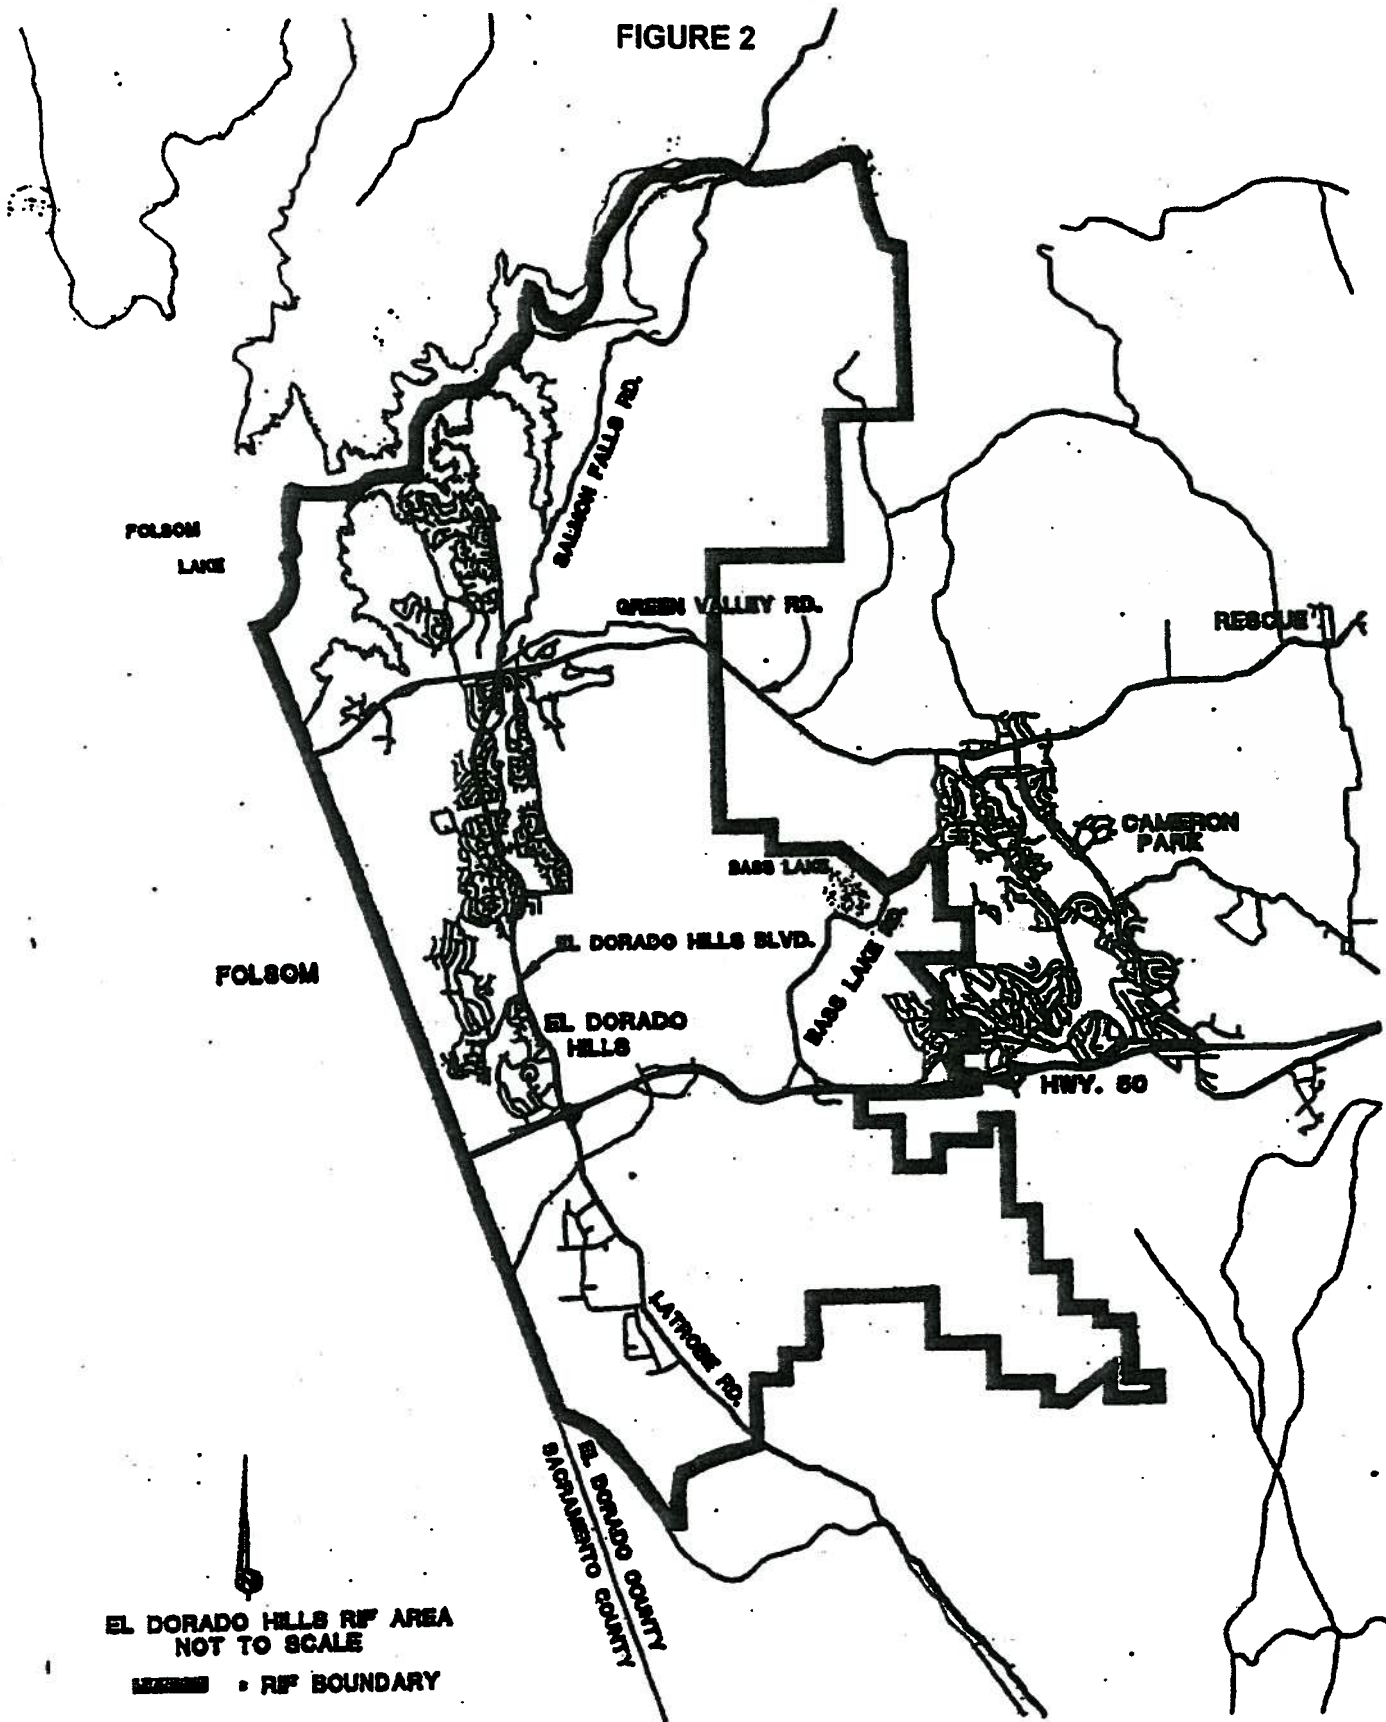 FIGURE 2
SALMON FALLS RD.
FOLSOM
LAKE
GREEN VALLEY RD.
RESCUE
CAMERON
PARK
BASS LAKE
EL DORADO HILLS BLVD.
BASS LAKE RD.
FOLSOM
EL DORADO
HILLS
HWY. 50
LATROBE RD.
EL DORADO COUNTY
SACRAMENTO COUNTY
EL DORADO HILLS RIF AREA
NOT TO SCALE
= RIF BOUNDARY